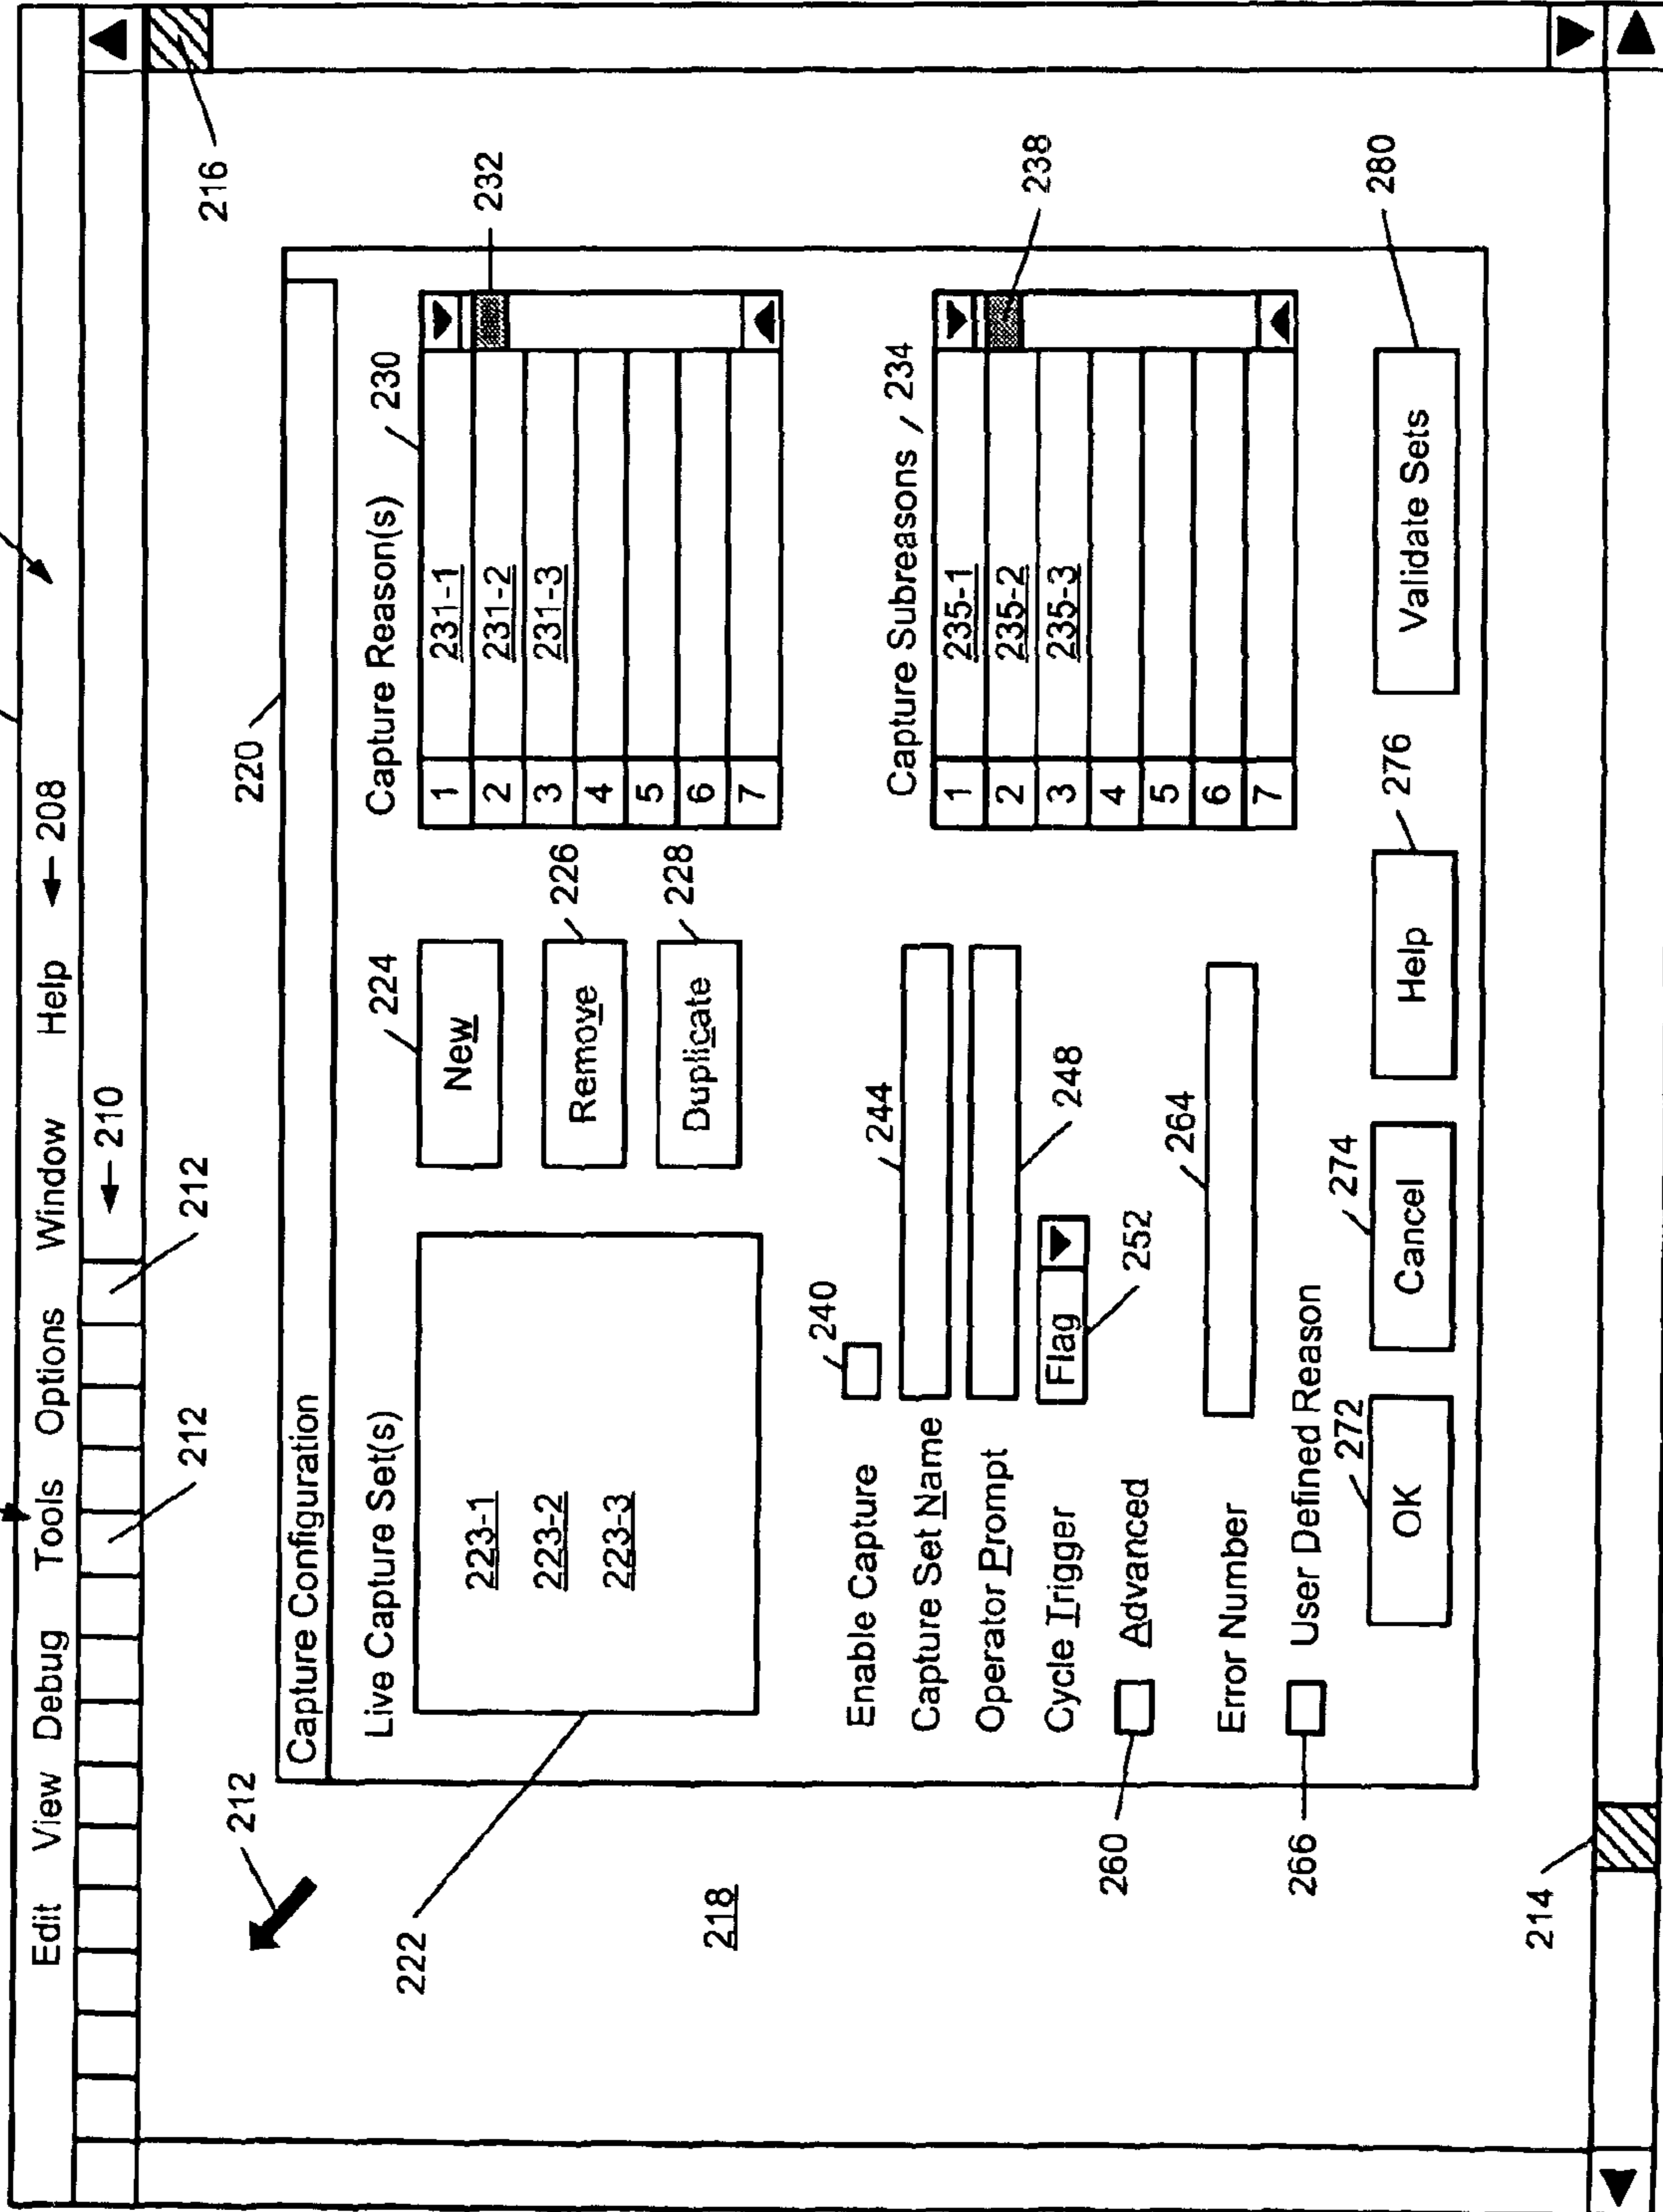 Edit View Debug Tools Options Window Help 208
210
212
212
212
216
220
Capture Configuration
Live Capture Set(s)
223-1
223-2
223-3
222
218
New
224
Remove
226
Duplicate
228
Capture Reason(s)
230
232
1 231-1
2 231-2
3 231-3
4
5
6
7
Enable Capture
240
Capture Set Name
244
Operator Prompt
248
Cycle Trigger
Flag
252
260
Advanced
Error Number
264
266
User Defined Reason
Capture Subreasons
234
238
1 235-1
2 235-2
3 235-3
4
5
6
7
OK
272
Cancel
274
Help
276
Validate Sets
280
214